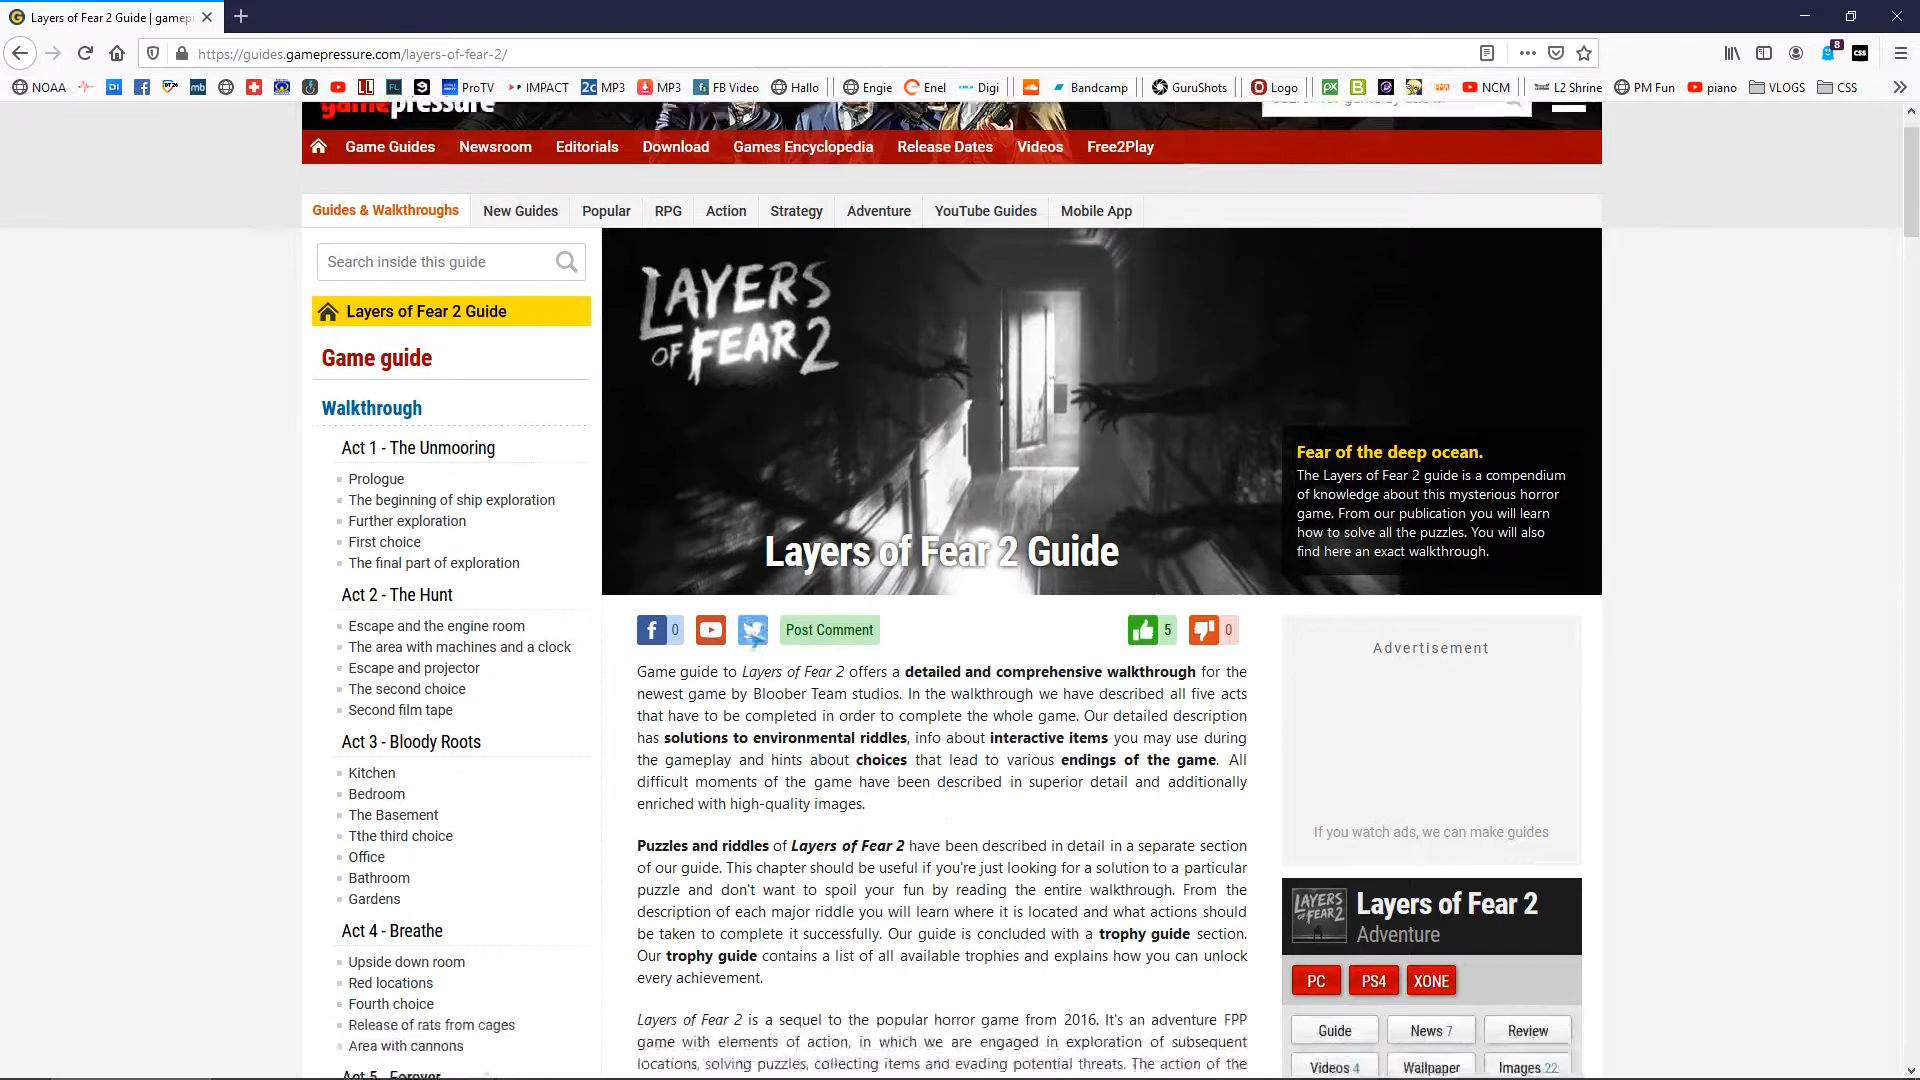 Layers of Fear 2 Guide | gamep
https://guides.gamepressure.com/layers-of-fear-2/
8
css
NOAA
DI
mb
LL
FL
ProTV
IMPACT
2c MP3
MP3
FB Video
Hallo
Engie
Enel
Digi
Bandcamp
GuruShots
Logo
px
B
NCM
L2 Shrine
PM Fun
piano
VLOGS
CSS
gamepressure
Game Guides Newsroom Editorials Download Games Encyclopedia Release Dates Videos Free2Play
Guides & Walkthroughs New Guides Popular RPG Action Strategy Adventure YouTube Guides Mobile App
Search inside this guide
Layers of Fear 2 Guide
Game guide
Walkthrough
Act 1 - The Unmooring
Prologue
The beginning of ship exploration
Further exploration
First choice
The final part of exploration
Act 2 - The Hunt
Escape and the engine room
The area with machines and a clock
Escape and projector
The second choice
Second film tape
Act 3 - Bloody Roots
Kitchen
Bedroom
The Basement
Tthe third choice
Office
Bathroom
Gardens
Act 4 - Breathe
Upside down room
Red locations
Fourth choice
Release of rats from cages
Area with cannons
Act 5 - Forever
LAYERS
OF FEAR 2
Layers of Fear 2 Guide
Fear of the deep ocean.
The Layers of Fear 2 guide is a compendium
of knowledge about this mysterious horror
game. From our publication you will learn
how to solve all the puzzles. You will also
find here an exact walkthrough.
0
Post Comment
5
0
Game guide to Layers of Fear 2 offers a detailed and comprehensive walkthrough for the
newest game by Bloober Team studios. In the walkthrough we have described all five acts
that have to be completed in order to complete the whole game. Our detailed description
has solutions to environmental riddles, info about interactive items you may use during
the gameplay and hints about choices that lead to various endings of the game. All
difficult moments of the game have been described in superior detail and additionally
enriched with high-quality images.
Puzzles and riddles of Layers of Fear 2 have been described in detail in a separate section
of our guide. This chapter should be useful if you're just looking for a solution to a particular
puzzle and don't want to spoil your fun by reading the entire walkthrough. From the
description of each major riddle you will learn where it is located and what actions should
be taken to complete it successfully. Our guide is concluded with a trophy guide section.
Our trophy guide contains a list of all available trophies and explains how you can unlock
every achievement.
Layers of Fear 2 is a sequel to the popular horror game from 2016. It's an adventure FPP
game with elements of action, in which we are engaged in exploration of subsequent
locations, solving puzzles, collecting items and evading potential threats. The action of the
Advertisement
If you watch ads, we can make guides
LAYERS
OF FEAR 2
Layers of Fear 2
Adventure
PC PS4 XONE
Guide News 7 Review
Videos 4 Wallpaper Images 22